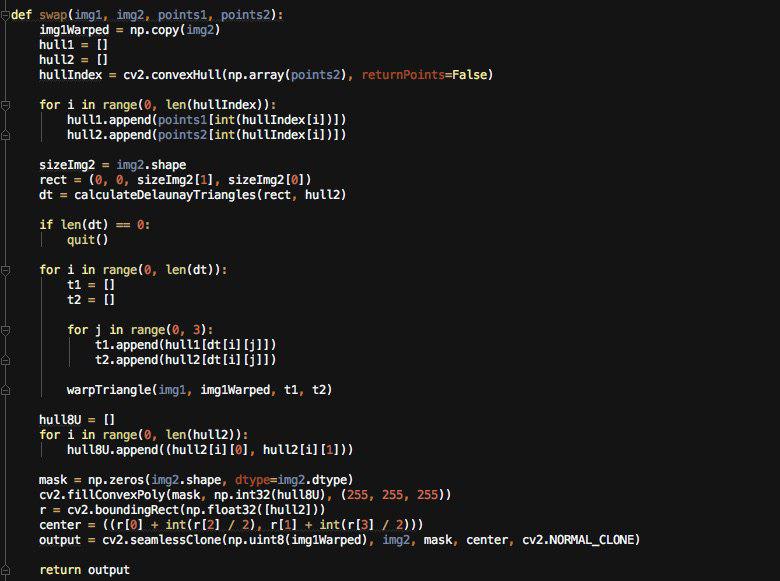 def swap(img1, img2, points1, points2):
    img1Warped = np.copy(img2)
    hull1 = []
    hull2 = []
    hullIndex = cv2.convexHull(np.array(points2), returnPoints=False)

    for i in range(0, len(hullIndex)):
        hull1.append(points1[int(hullIndex[i])])
        hull2.append(points2[int(hullIndex[i])])

    sizeImg2 = img2.shape
    rect = (0, 0, sizeImg2[1], sizeImg2[0])
    dt = calculateDelaunayTriangles(rect, hull2)

    if len(dt) == 0:
        quit()

    for i in range(0, len(dt)):
        t1 = []
        t2 = []

        for j in range(0, 3):
            t1.append(hull1[dt[i][j]])
            t2.append(hull2[dt[i][j]])

        warpTriangle(img1, img1Warped, t1, t2)

    hull8U = []
    for i in range(0, len(hull2)):
        hull8U.append((hull2[i][0], hull2[i][1]))

    mask = np.zeros(img2.shape, dtype=img2.dtype)
    cv2.fillConvexPoly(mask, np.int32(hull8U), (255, 255, 255))
    r = cv2.boundingRect(np.float32([hull2]))
    center = ((r[0] + int(r[2] / 2), r[1] + int(r[3] / 2)))
    output = cv2.seamlessClone(np.uint8(img1Warped), img2, mask, center, cv2.NORMAL_CLONE)

    return output